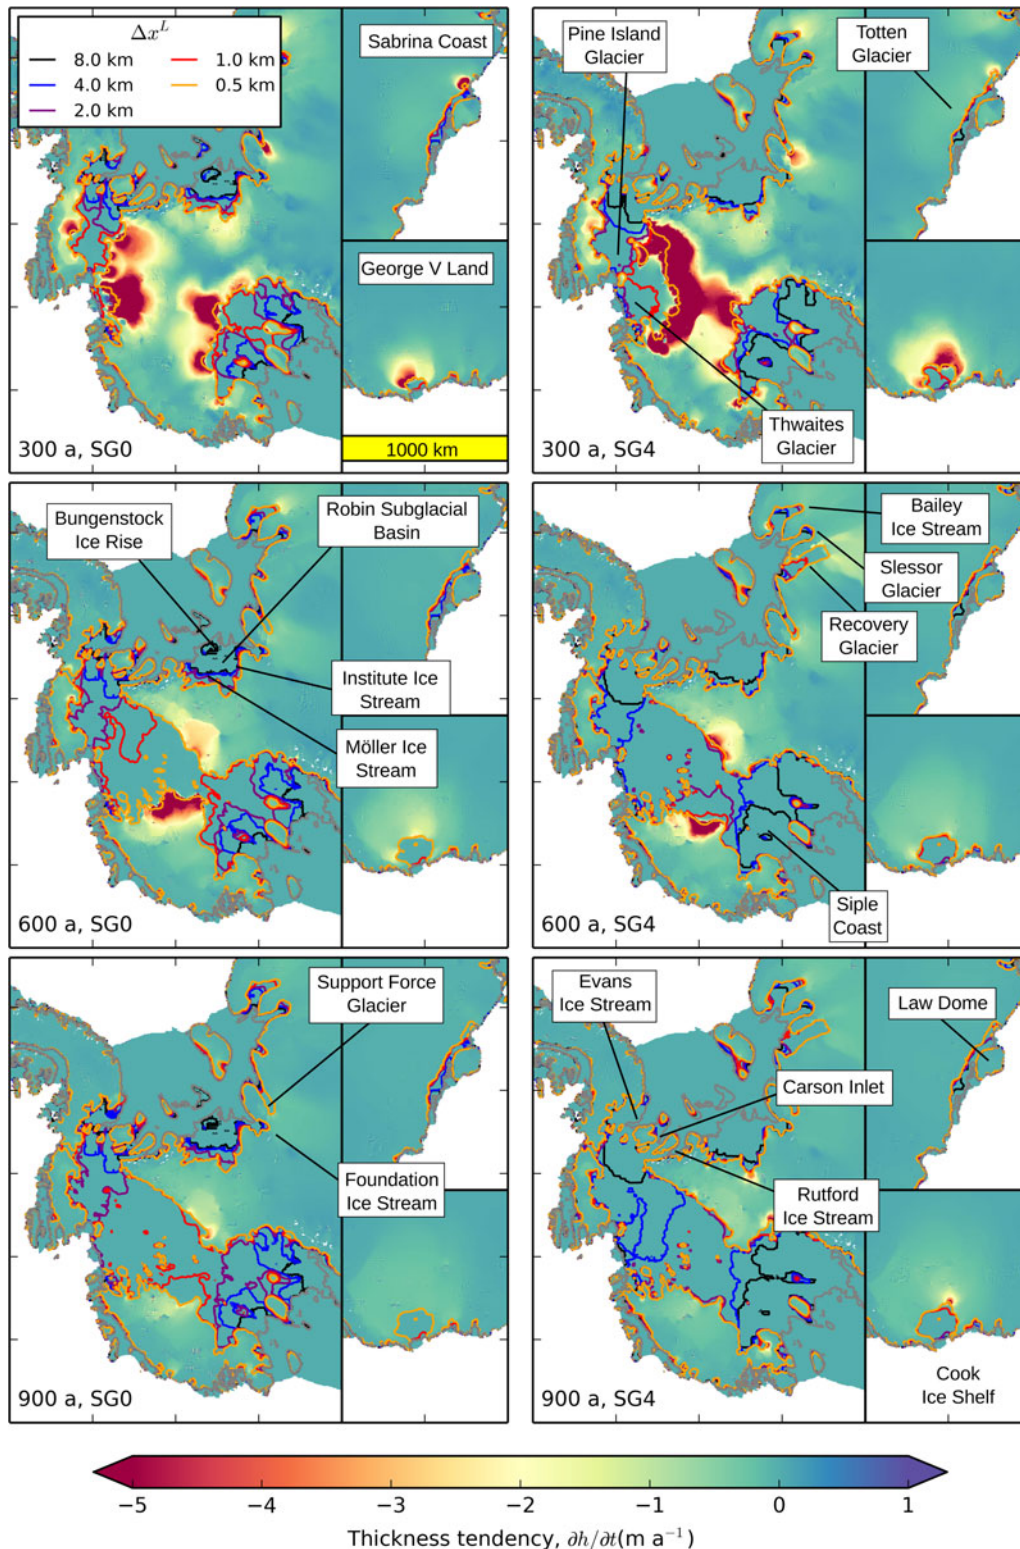 Δx^L
8.0 km
1.0 km
4.0 km
0.5 km
2.0 km
Sabrina Coast
George V Land
1000 km
300 a, SG0
Pine Island
Glacier
Totten
Glacier
Thwaites
Glacier
300 a, SG4
Bungenstock
Ice Rise
Robin Subglacial
Basin
Institute Ice
Stream
Möller Ice
Stream
600 a, SG0
Bailey
Ice Stream
Slessor
Glacier
Recovery
Glacier
Siple
Coast
600 a, SG4
Support Force
Glacier
Foundation
Ice Stream
900 a, SG0
Evans
Ice Stream
Law Dome
Carson Inlet
Rutford
Ice Stream
Cook
Ice Shelf
900 a, SG4
−5 −4 −3 −2 −1 0 1
Thickness tendency, ∂h/∂t(m a⁻¹)